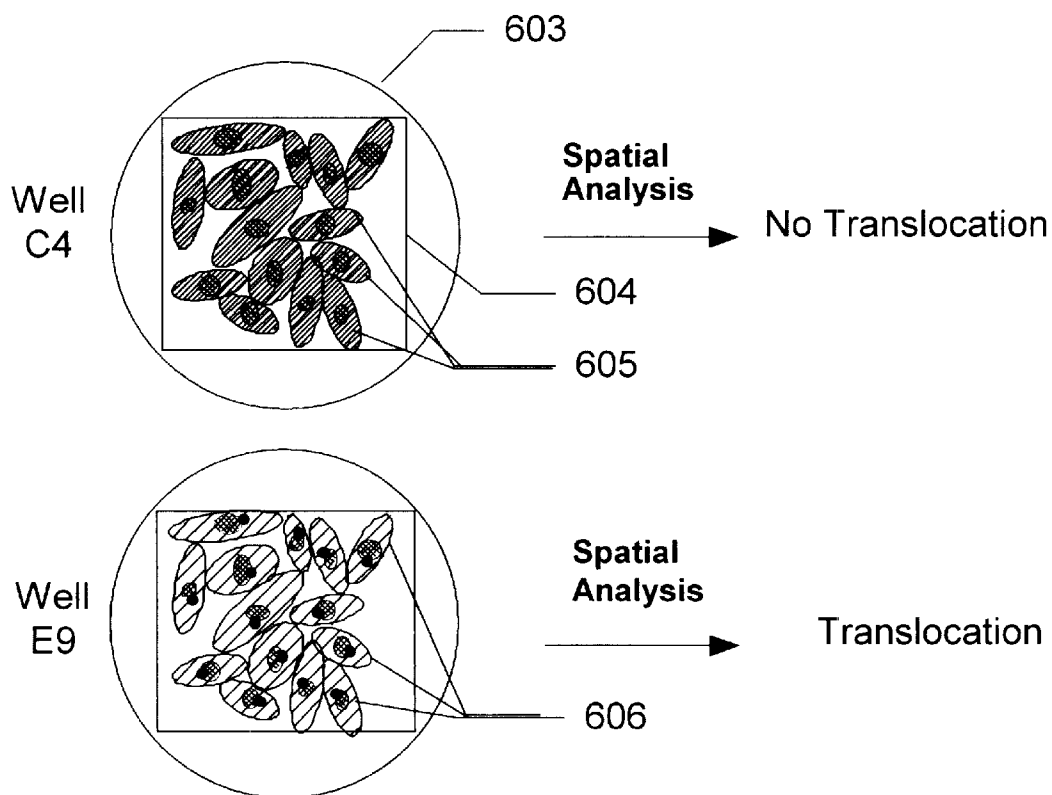 603
Well
C4
Spatial
Analysis
No Translocation
604
605
Well
E9
Spatial
Analysis
Translocation
606